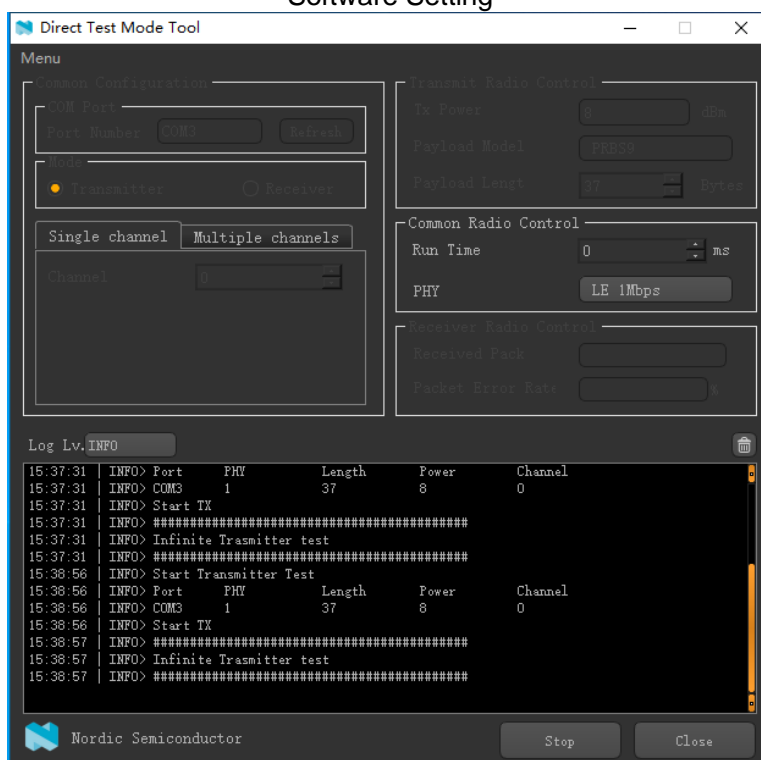 Software Setting
Direct Test Mode Tool
Menu
Common Configuration
COM Port
Port Number COM3 Refresh
Mode
Transmitter Receiver
Single channel Multiple channels
Channel 0
Transmit Radio Control
Tx Power 8 dBm
Payload Model PRBS9
Payload Lengt 37 Bytes
Common Radio Control
Run Time 0 ms
PHY LE 1Mbps
Receiver Radio Control
Received Pack
Packet Error Rate %
Log Lv. INFO
15:37:31 | INFO> Port PHY Length Power Channel
15:37:31 | INFO> COM3 1 37 8 0
15:37:31 | INFO> Start TX
15:37:31 | INFO> ########################################
15:37:31 | INFO> Infinite Trasmitter test
15:37:31 | INFO> ########################################
15:38:56 | INFO> Start Transmitter Test
15:38:56 | INFO> Port PHY Length Power Channel
15:38:56 | INFO> COM3 1 37 8 0
15:38:56 | INFO> Start TX
15:38:57 | INFO> ########################################
15:38:57 | INFO> Infinite Trasmitter test
15:38:57 | INFO> ########################################
Nordic Semiconductor
Stop Close